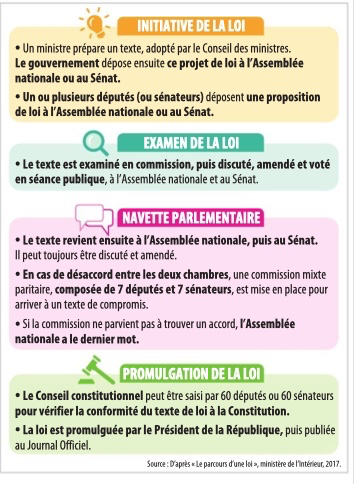 INITIATIVE DE LA LOI
• Un ministre prépare un texte, adopté par le Conseil des ministres.
Le gouvernement dépose ensuite ce projet de loi à l'Assemblée
nationale ou au Sénat.
• Un ou plusieurs députés (ou sénateurs) déposent une proposition
de loi à l'Assemblée nationale ou au Sénat.
EXAMEN DE LA LOI
• Le texte est examiné en commission, puis discuté, amendé et voté
en séance publique, à l'Assemblée nationale et au Sénat.
NAVETTE PARLEMENTAIRE
• Le texte revient ensuite à l'Assemblée nationale, puis au Sénat.
Il peut toujours être discuté et amendé.
• En cas de désaccord entre les deux chambres, une commission mixte
paritaire, composée de 7 députés et 7 sénateurs, est mise en place pour
arriver à un texte de compromis.
• Si la commission ne parvient pas à trouver un accord, l'Assemblée
nationale a le dernier mot.
PROMULGATION DE LA LOI
• Le Conseil constitutionnel peut être saisi par 60 députés ou 60 sénateurs
pour vérifier la conformité du texte de loi à la Constitution.
• La loi est promulguée par le Président de la République, puis publiée
au Journal Officiel.
Source : D'après « Le parcours d'une loi », ministère de l'Intérieur, 2017.